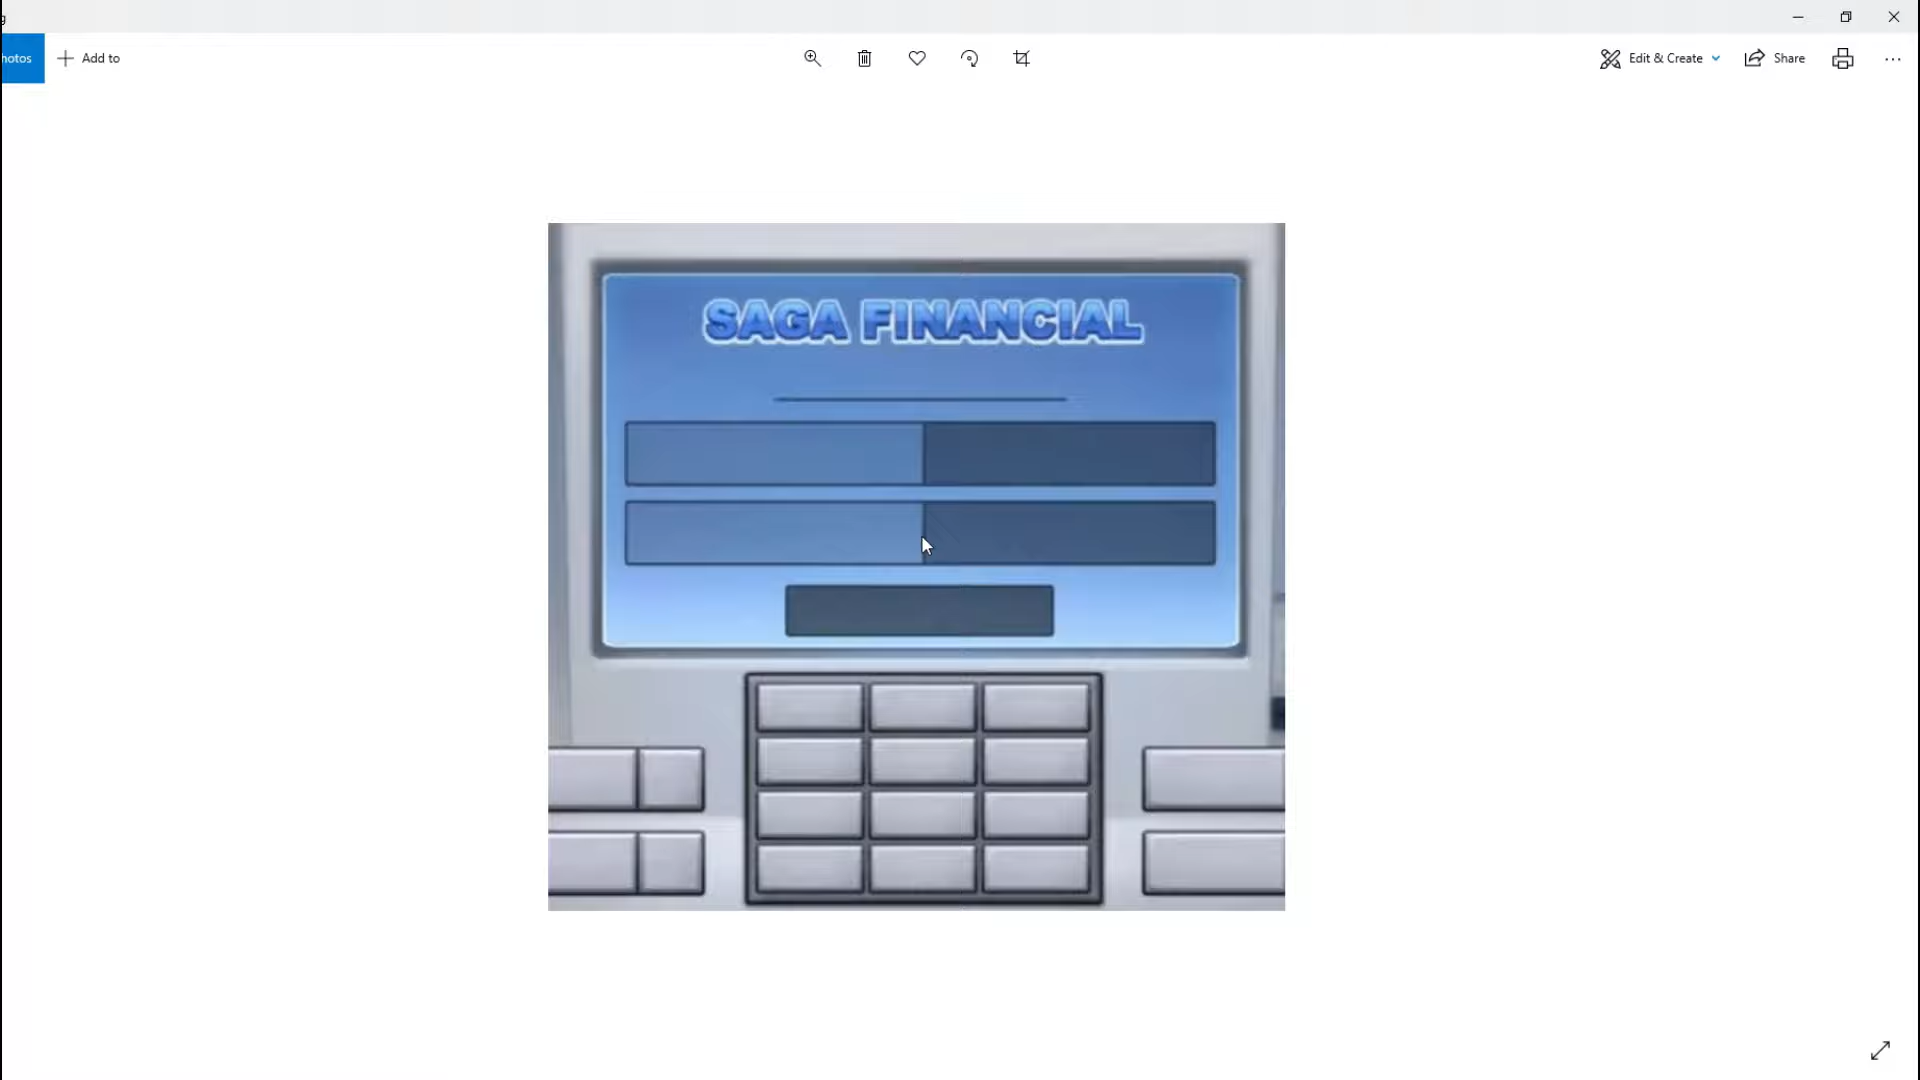 hotos
Add to
Edit & Create
Share
SAGA FINANCIAL